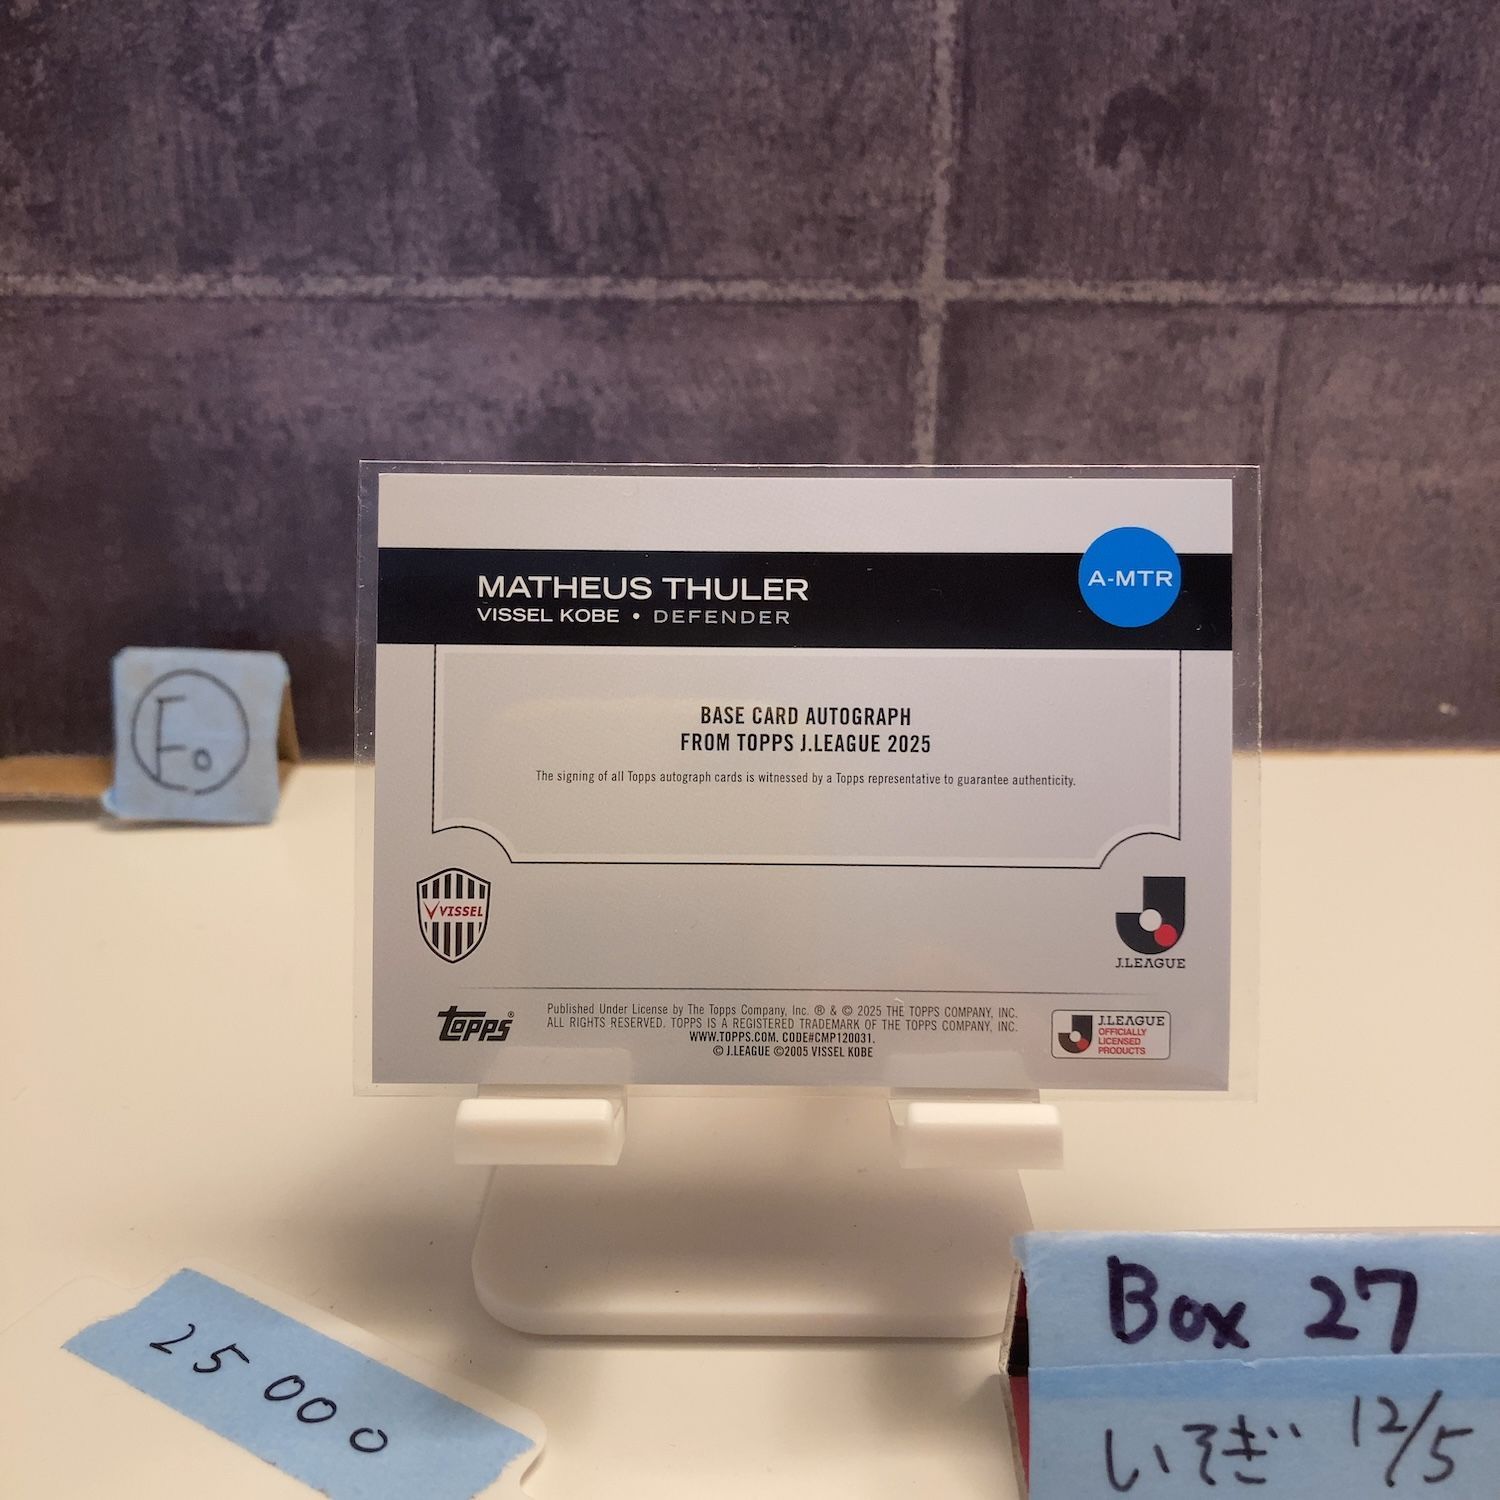 MATHEUS THULER
VISSEL KOBE • DEFENDER
A-MTR
BASE CARD AUTOGRAPH
FROM TOPPS J.LEAGUE 2025
The signing of all Topps autograph cards is witnessed by a Topps representative to guarantee authenticity.
VISSEL
J.LEAGUE
topps®
Published Under License by The Topps Company, Inc. ® & © 2025 THE TOPPS COMPANY, INC.
ALL RIGHTS RESERVED. TOPPS IS A REGISTERED TRADEMARK OF THE TOPPS COMPANY, INC.
WWW.TOPPS.COM. CODE#CMP120031.
© J.LEAGUE ©2005 VISSEL KOBE
J.LEAGUE
OFFICIALLY
LICENSED
PRODUCTS
Eo
25000
Box 27
いそぎ 12/5